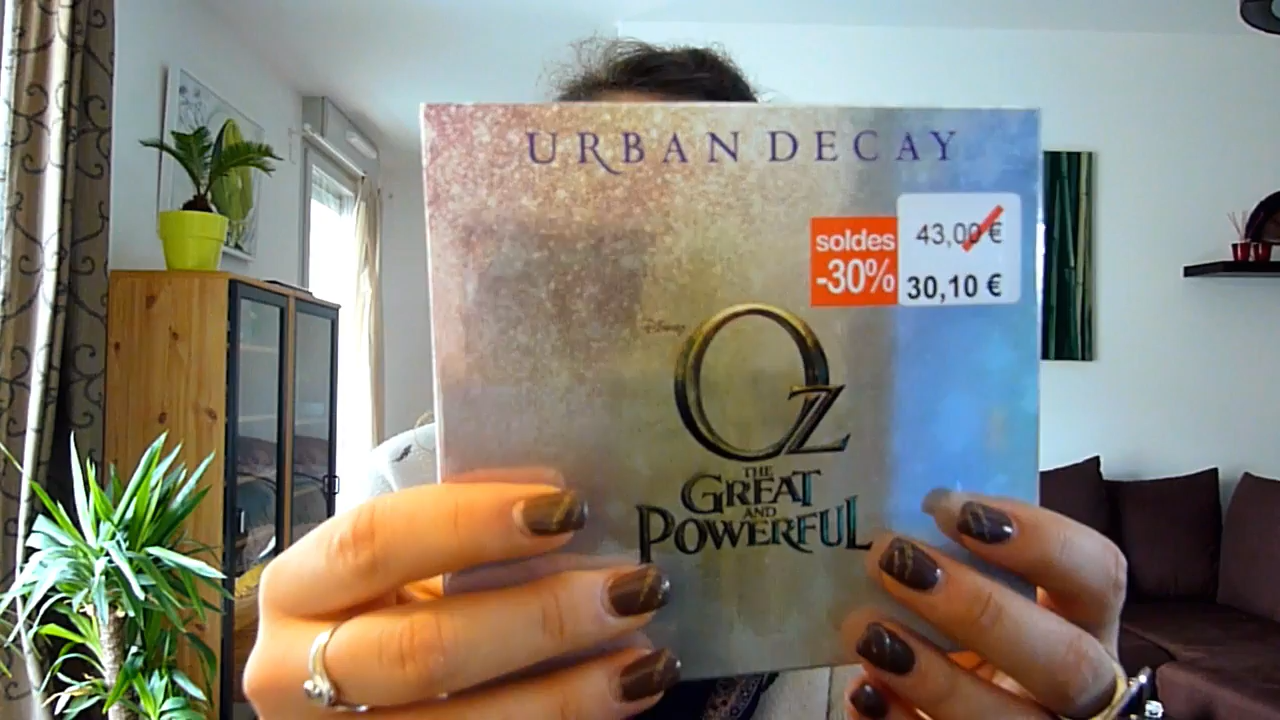 URBAN DECAY
soldes
-30%
43,00 €
30,10 €
Disney
Oz
THE
GREAT
AND
POWERFUL